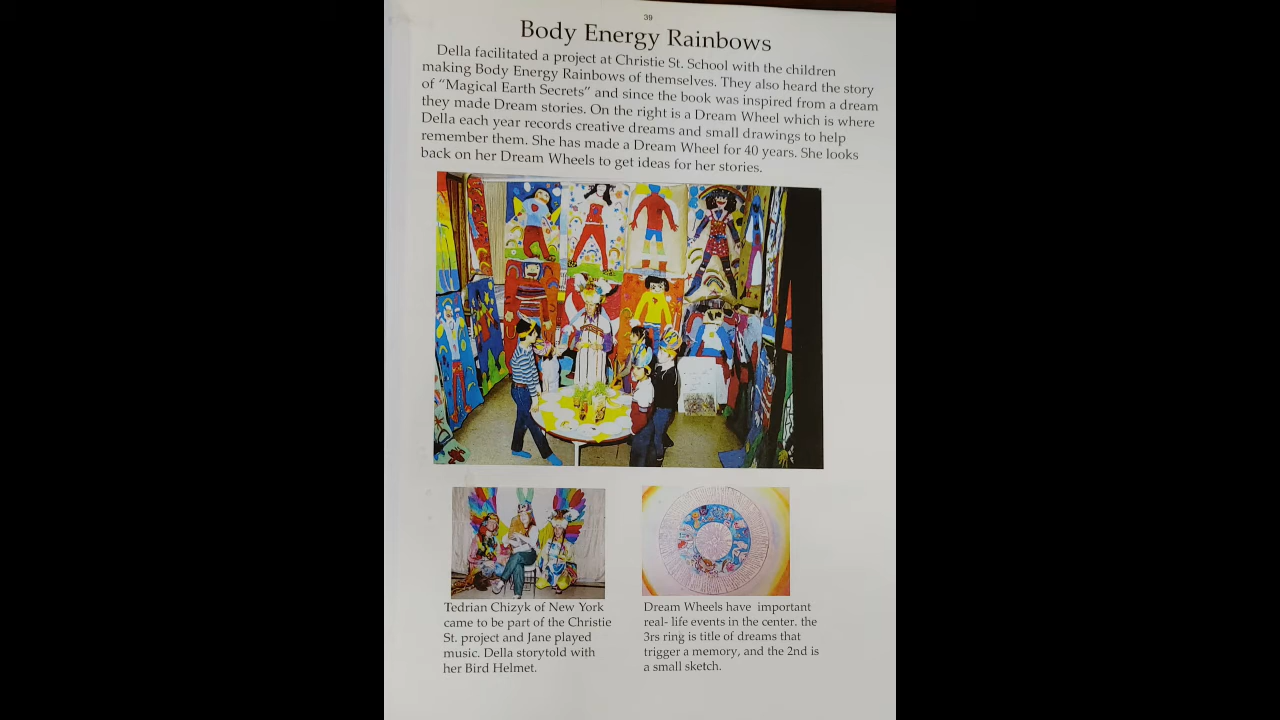 39
Body Energy Rainbows
Della facilitated a project at Christie St. School with the children
making Body Energy Rainbows of themselves. They also heard the story
of “Magical Earth Secrets” and since the book was inspired from a dream
they made Dream stories. On the right is a Dream Wheel which is where
Della each year records creative dreams and small drawings to help
remember them. She has made a Dream Wheel for 40 years. She looks
back on her Dream Wheels to get ideas for her stories.
Tedrian Chizyk of New York
came to be part of the Christie
St. project and Jane played
music. Della storytold with
her Bird Helmet.
Dream Wheels have important
real- life events in the center, the
3rs ring is title of dreams that
trigger a memory, and the 2nd is
a small sketch.